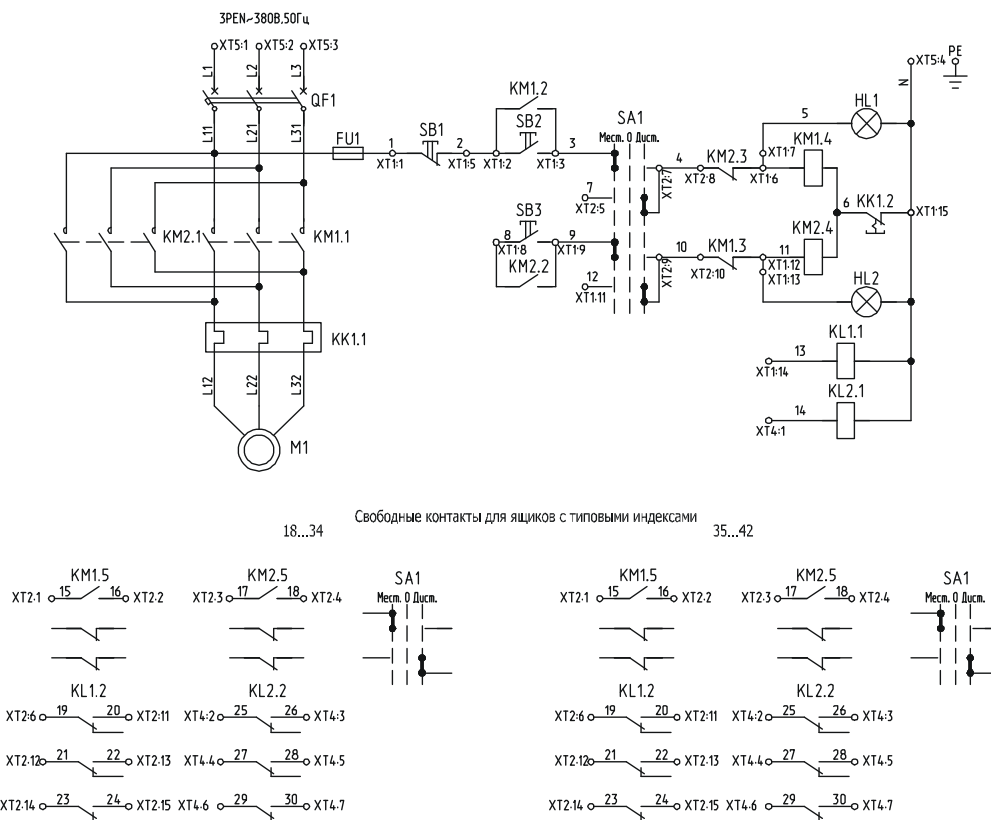 3PEN~380В,50Гц
XT5:1 XT5:2 XT5:3
L1 L2 L3
QF1
L11 L21 L31
FU1
1
XT1:1
SB1
2
XT1:5
XT1:2
KM1.2
SB2
XT1:3
3
SA1
Мест. 0 Дист.
7
XT2:5
XT2:7
4
XT2:8
KM2.3
XT1:6
XT1:7
5
HL1
KM1.4
6
KK1.2
XT1:15
N
XT5:4
PE
KM2.1
KM1.1
SB3
8
XT1:8
9
XT1:9
KM2.2
12
XT1:11
XT2:9
10
XT2:10
KM1.3
11
XT1:12
XT1:13
KM2.4
HL2
KK1.1
L12 L22 L32
M1
13
XT1:14
KL1.1
14
XT4:1
KL2.1
Свободные контакты для ящиков с типовыми индексами
18...34
35...42
KM1.5
XT2:1 15 16 XT2:2
KM2.5
XT2:3 17 18 XT2:4
SA1
Мест. 0 Дист.
KL1.2
XT2:6 19 20 XT2:11
XT2:12 21 22 XT2:13
XT2:14 23 24 XT2:15
KL2.2
XT4:2 25 26 XT4:3
XT4:4 27 28 XT4:5
XT4:6 29 30 XT4:7
KM1.5
XT2:1 15 16 XT2:2
KM2.5
XT2:3 17 18 XT2:4
SA1
Мест. 0 Дист.
KL1.2
XT2:6 19 20 XT2:11
XT2:12 21 22 XT2:13
XT2:14 23 24 XT2:15
KL2.2
XT4:2 25 26 XT4:3
XT4:4 27 28 XT4:5
XT4:6 29 30 XT4:7